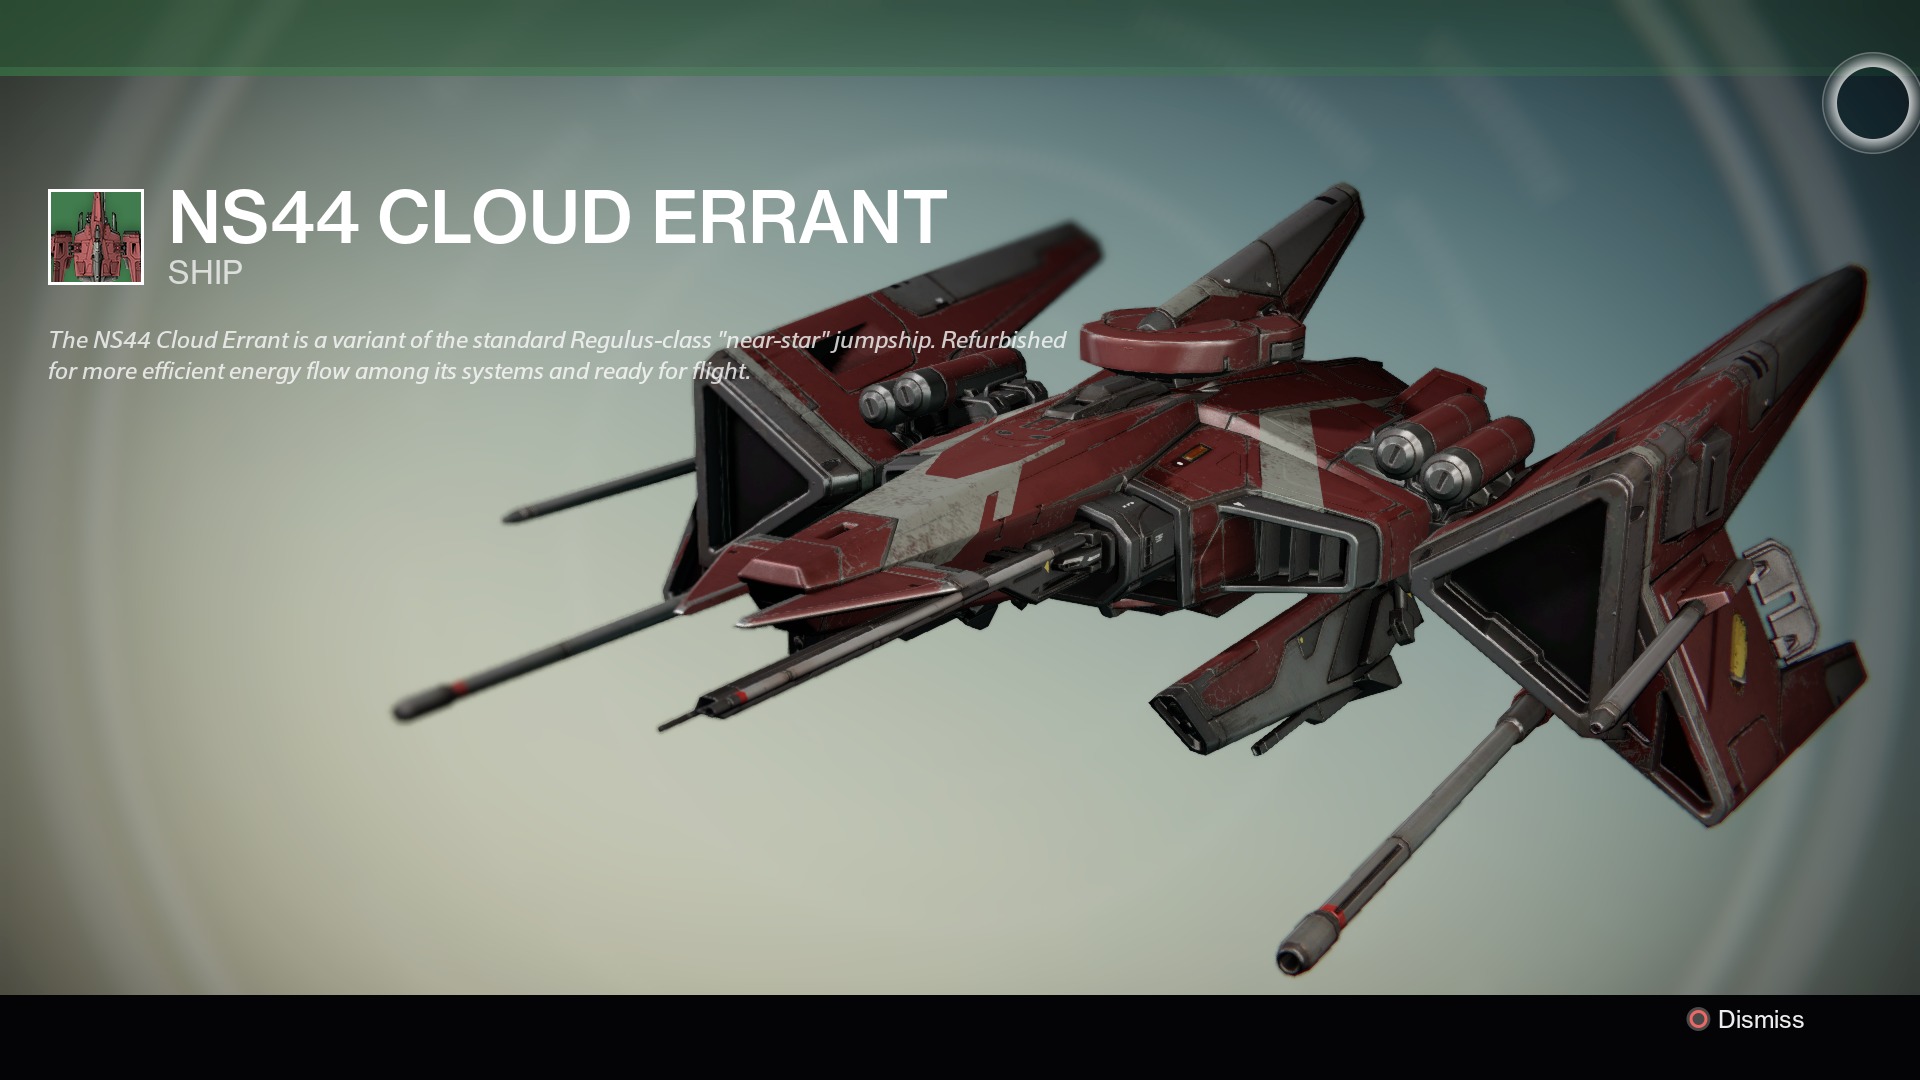 NS44 CLOUD ERRANT
SHIP
The NS44 Cloud Errant is a variant of the standard Regulus-class "near-star" jumpship. Refurbished
for more efficient energy flow among its systems and ready for flight.
Dismiss